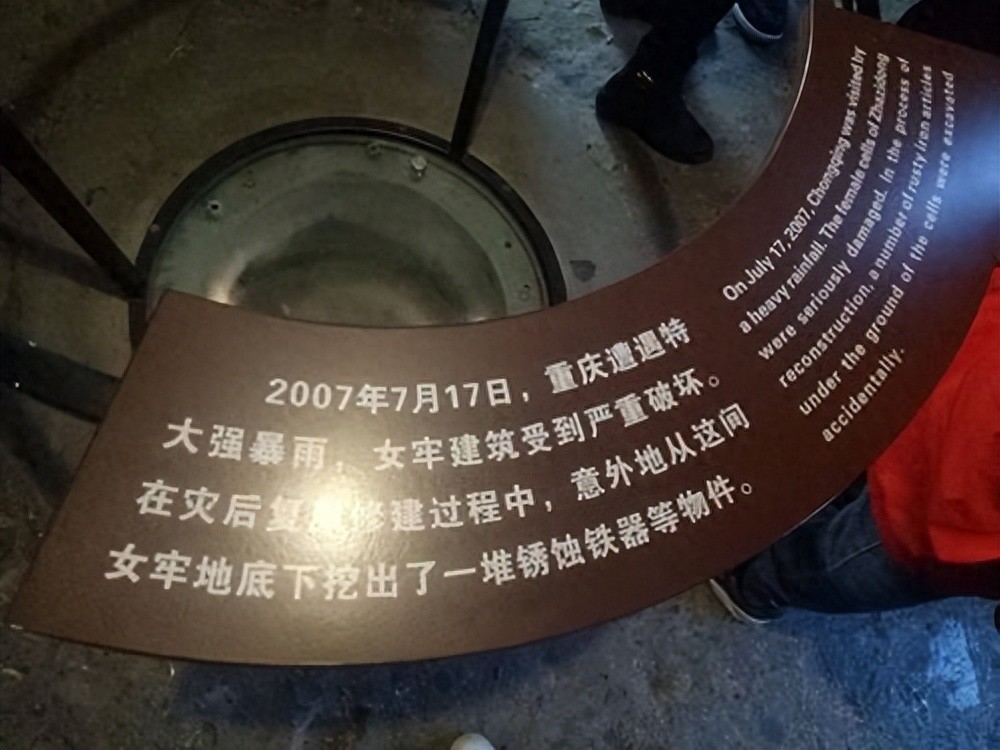 2007年7月17日，重庆遭遇特
大强暴雨，女牢建筑受到严重破坏。
在灾后复修建过程中，意外地从这间
女牢地底下挖出了一堆锈蚀铁器等物件。
On July 17, 2007, Chongqing was visited by
a heavy rainfall. The female cells of Zhazidong
were seriously damaged. In the process of
reconstruction, a number of rusty iron articles
under the ground of the cells were excavated
accidentally.